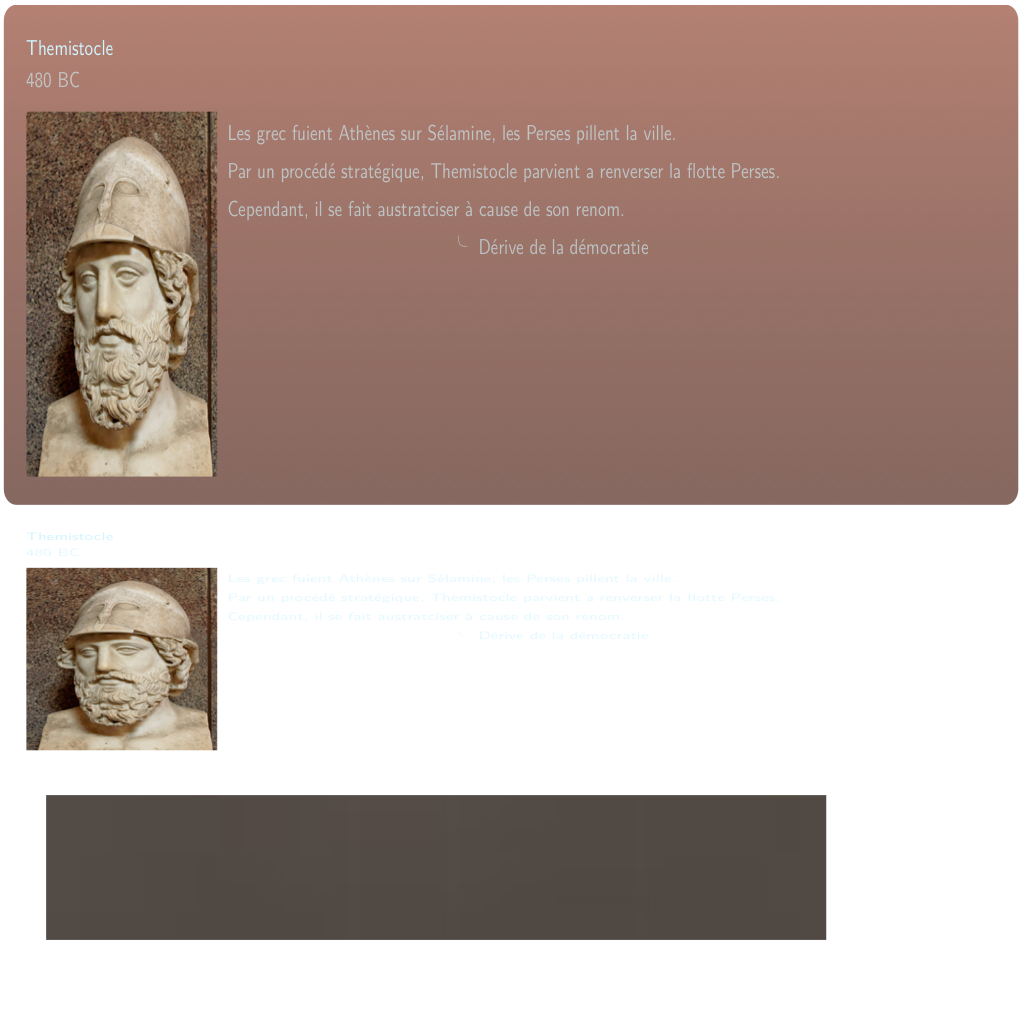 Themistocle
480 BC
Les grec fuient Athènes sur Sélamine, les Perses pillent la ville.
Par un procédé stratégique, Themistocle parvient a renverser la flotte Perses.
Cependant, il se fait austratciser à cause de son renom.
Dérive de la démocratie
Themistocle
480 BC
Les grec fuient Athènes sur Sélamine, les Perses pillent la ville.
Par un procédé stratégique, Themistocle parvient a renverser la flotte Perses.
Cependant, il se fait austratciser à cause de son renom.
Dérive de la démocratie